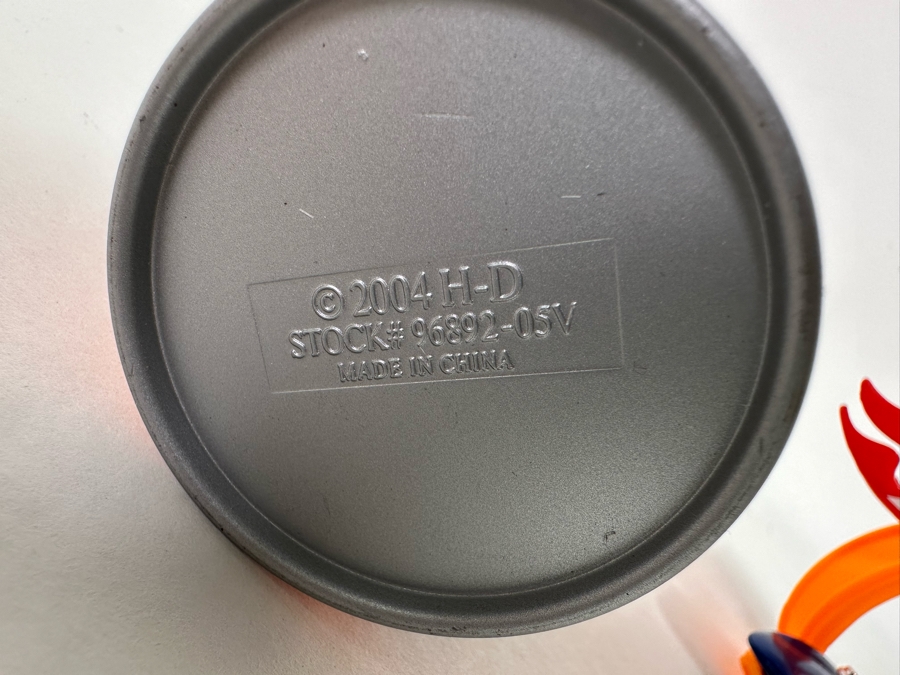 © 2004 H-D
STOCK# 96892-05V
MADE IN CHINA